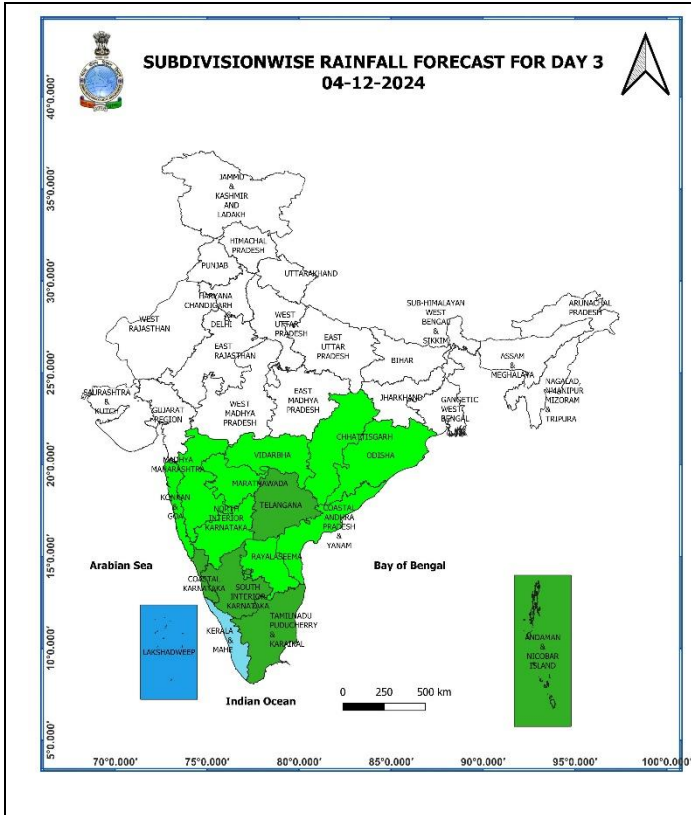 SUBDIVISIONWISE RAINFALL FORECAST FOR DAY 3
04-12-2024
40°0.000'
35°0.000'
30°0.000'
25°0.000'
20°0.000'
15°0.000'
10°0.000'
5°0.000'
JAMMU
&
KASHMIR
AND
LADAKH
HIMACHAL
PRADESH
PUNJAB
UTTARAKHAND
HARYANA
CHANDIGARH
&
DELHI
WEST
RAJASTHAN
WEST
UTTAR
PRADESH
EAST
RAJASTHAN
EAST
UTTAR
PRADESH
SUB-HIMALAYAN
WEST
BENGAL
&
SIKKIM
ARUNACHAL
PRADESH
BIHAR
ASSAM
&
MEGHALAYA
NAGALAD,
MANIPUR
MIZORAM
&
TRIPURA
SAURASHTRA
&
KUTCH
GUJARAT
REGION
WEST
MADHYA
PRADESH
EAST
MADHYA
PRADESH
JHARKHAND
GANGETIC
WEST
BENGAL
CHHATTISGARH
ODISHA
VIDARBHA
MADHYA
MAHARASHTRA
MARATHAWADA
KONKAN
&
GOA
TELANGANA
NORTH
INTERIOR
KARNATAKA
COASTAL
ANDHRA
PRADESH
&
YANAM
RAYALASEEMA
Arabian Sea
Bay of Bengal
COASTAL
KARNATAKA
SOUTH
INTERIOR
KARNATAKA
TAMILNADU
PUDUCHERRY
&
KARAIKAL
KERALA
&
MAHE
LAKSHADWEEP
ANDAMAN
&
NICOBAR
ISLAND
Indian Ocean
0 250 500 km
70°0.000' 75°0.000' 80°0.000' 85°0.000' 90°0.000' 95°0.000' 100°0.000'